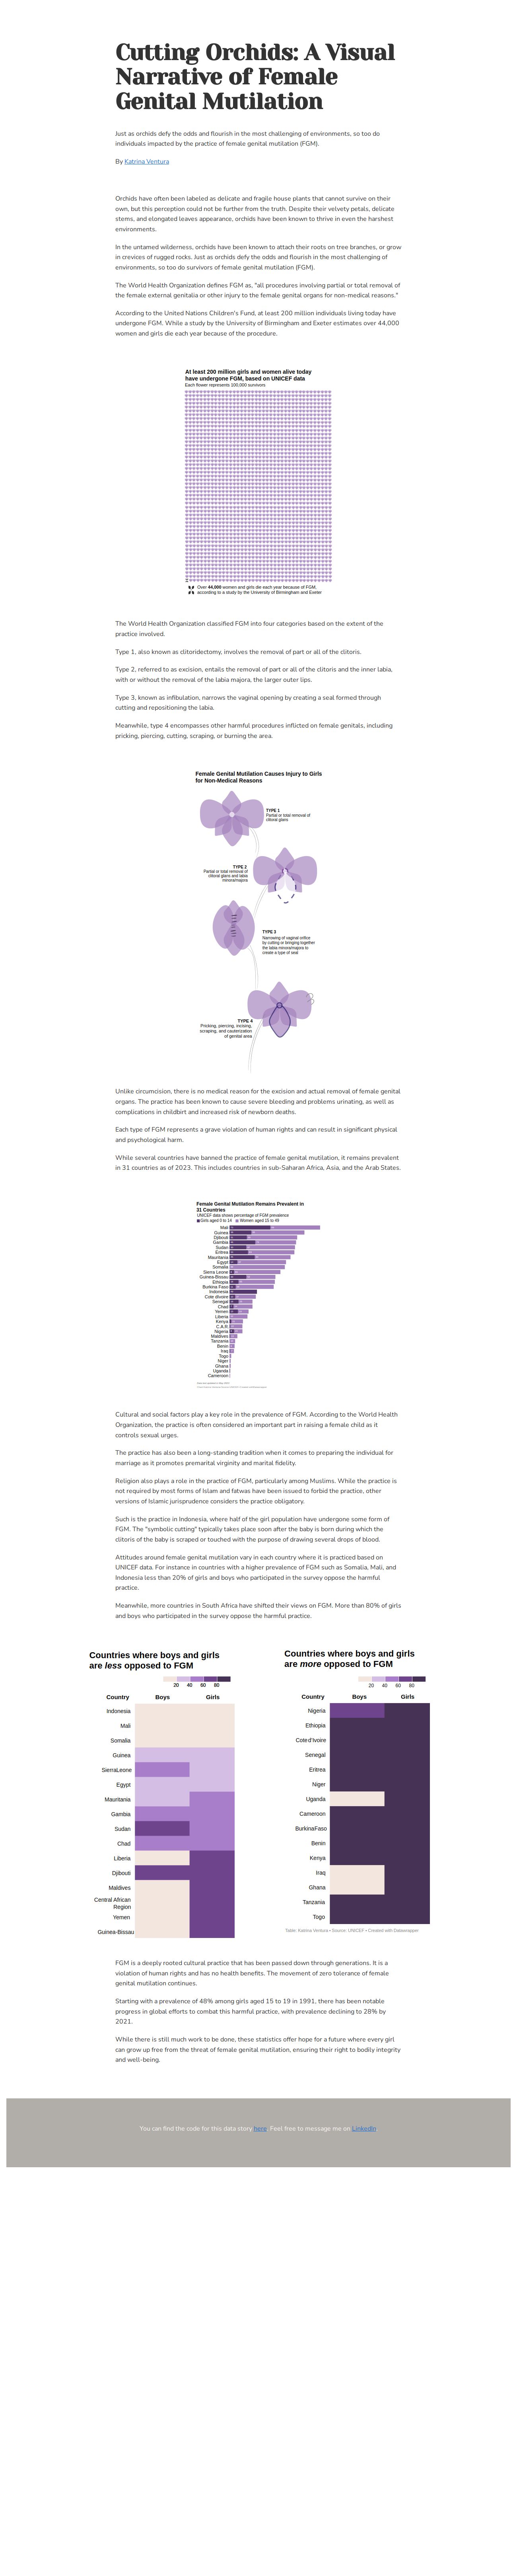 Cutting Orchids: A Visual
Narrative of Female
Genital Mutilation
Just as orchids defy the odds and flourish in the most challenging of environments, so too do
individuals impacted by the practice of female genital mutilation (FGM).
By Katrina Ventura
Orchids have often been labeled as delicate and fragile house plants that cannot survive on their
own, but this perception could not be further from the truth. Despite their velvety petals, delicate
stems, and elongated leaves appearance, orchids have been known to thrive in even the harshest
environments.
In the untamed wilderness, orchids have been known to attach their roots on tree branches, or grow
in crevices of rugged rocks. Just as orchids defy the odds and flourish in the most challenging of
environments, so too do survivors of female genital mutilation (FGM).
The World Health Organization defines FGM as, "all procedures involving partial or total removal of
the female external genitalia or other injury to the female genital organs for non-medical reasons."
According to the United Nations Children's Fund, at least 200 million individuals living today have
undergone FGM. While a study by the University of Birmingham and Exeter estimates over 44,000
women and girls die each year because of the procedure.
At least 200 million girls and women alive today
have undergone FGM, based on UNICEF data
Each flower represents 100,000 survivors
Over 44,000 women and girls die each year because of FGM,
according to a study by the University of Birmingham and Exeter
The World Health Organization classified FGM into four categories based on the extent of the
practice involved.
Type 1, also known as clitoridectomy, involves the removal of part or all of the clitoris.
Type 2, referred to as excision, entails the removal of part or all of the clitoris and the inner labia,
with or without the removal of the labia majora, the larger outer lips.
Type 3, known as infibulation, narrows the vaginal opening by creating a seal formed through
cutting and repositioning the labia.
Meanwhile, type 4 encompasses other harmful procedures inflicted on female genitals, including
pricking, piercing, cutting, scraping, or burning the area.
Female Genital Mutilation Causes Injury to Girls
for Non-Medical Reasons
TYPE 1
Partial or total removal of
clitoral glans
TYPE 2
Partial or total removal of
clitoral glans and labia
minora/majora
TYPE 3
Narrowing of vaginal orifice
by cutting or bringing together
the labia minora/majora to
create a type of seal
TYPE 4
Pricking, piercing, incising,
scraping, and cauterization
of genital area
Unlike circumcision, there is no medical reason for the excision and actual removal of female genital
organs. The practice has been known to cause severe bleeding and problems urinating, as well as
complications in childbirt and increased risk of newborn deaths.
Each type of FGM represents a grave violation of human rights and can result in significant physical
and psychological harm.
While several countries have banned the practice of female genital mutilation, it remains prevalent
in 31 countries as of 2023. This includes countries in sub-Saharan Africa, Asia, and the Arab States.
Female Genital Mutilation Remains Prevalent in
31 Countries
UNICEF data shows percentage of FGM prevalence
Girls aged 0 to 14 Women aged 15 to 49
Mali
Guinea
Djibouti
Gambia
Sudan
Eritrea
Mauritania
Egypt
Somalia
Sierra Leone
Guinea-Bissau
Ethiopia
Burkina Faso
Indonesia
Cote divoire
Senegal
Chad
Yemen
Liberia
Kenya
C.A.R.
Nigeria
Maldives
Tanzania
Benin
Iraq
Togo
Niger
Ghana
Uganda
Cameroon
Cultural and social factors play a key role in the prevalence of FGM. According to the World Health
Organization, the practice is often considered an important part in raising a female child as it
controls sexual urges.
The practice has also been a long-standing tradition when it comes to preparing the individual for
marriage as it promotes premarital virginity and marital fidelity.
Religion also plays a role in the practice of FGM, particularly among Muslims. While the practice is
not required by most forms of Islam and fatwas have been issued to forbid the practice, other
versions of Islamic jurisprudence considers the practice obligatory.
Such is the practice in Indonesia, where half of the girl population have undergone some form of
FGM. The "symbolic cutting" typically takes place soon after the baby is born during which the
clitoris of the baby is scraped or touched with the purpose of drawing several drops of blood.
Attitudes around female genital mutilation vary in each country where it is practiced based on
UNICEF data. For instance in countries with a higher prevalence of FGM such as Somalia, Mali, and
Indonesia less than 20% of girls and boys who participated in the survey oppose the harmful
practice.
Meanwhile, more countries in South Africa have shifted their views on FGM. More than 80% of girls
and boys who participated in the survey oppose the harmful practice.
Countries where boys and girls
are less opposed to FGM
20 40 60 80
Country Boys Girls
Indonesia
Mali
Somalia
Guinea
SierraLeone
Egypt
Mauritania
Gambia
Sudan
Chad
Liberia
Djibouti
Maldives
Central African
Region
Yemen
Guinea-Bissau
Countries where boys and girls
are more opposed to FGM
20 40 60 80
Country Boys Girls
Nigeria
Ethiopia
Coted'Ivoire
Senegal
Eritrea
Niger
Uganda
Cameroon
BurkinaFaso
Benin
Kenya
Iraq
Ghana
Tanzania
Togo
Table: Katrina Ventura • Source: UNICEF • Created with Datawrapper
FGM is a deeply rooted cultural practice that has been passed down through generations. It is a
violation of human rights and has no health benefits. The movement of zero tolerance of female
genital mutilation continues.
Starting with a prevalence of 48% among girls aged 15 to 19 in 1991, there has been notable
progress in global efforts to combat this harmful practice, with prevalence declining to 28% by
2021.
While there is still much work to be done, these statistics offer hope for a future where every girl
can grow up free from the threat of female genital mutilation, ensuring their right to bodily integrity
and well-being.
You can find the code for this data story here. Feel free to message me on LinkedIn.